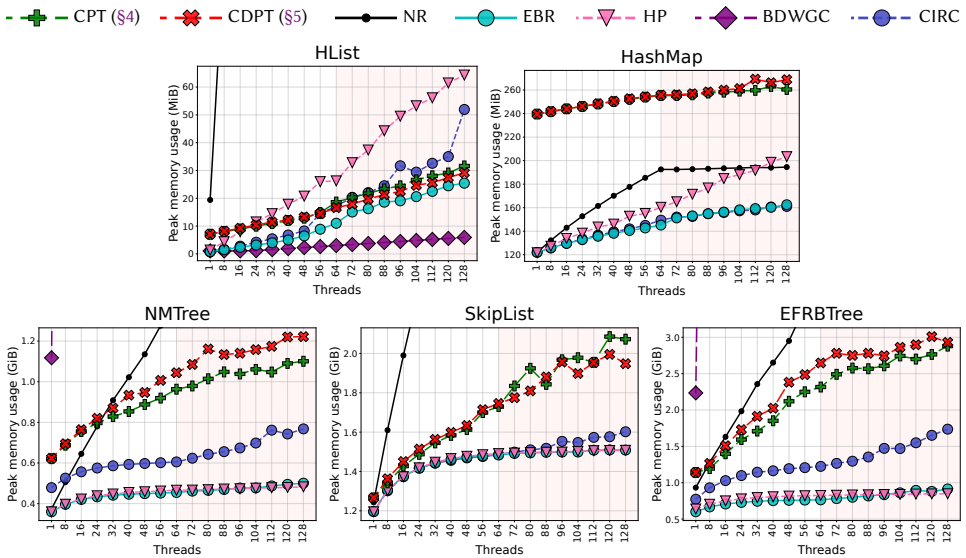 CPT (§4) CDPT (§5) NR EBR HP BDWGC CIRC
HList
Peak memory usage (MiB)
60
50
40
30
20
10
0
1 8 16 24 32 40 48 56 64 72 80 88 96 104 112 120 128
Threads
HashMap
Peak memory usage (MiB)
260
240
220
200
180
160
140
120
1 8 16 24 32 40 48 56 64 72 80 88 96 104 112 120 128
Threads
NMTree
Peak memory usage (GiB)
1.2
1.0
0.8
0.6
0.4
1 8 16 24 32 40 48 56 64 72 80 88 96 104 112 120 128
Threads
SkipList
Peak memory usage (GiB)
2.0
1.8
1.6
1.4
1.2
1 8 16 24 32 40 48 56 64 72 80 88 96 104 112 120 128
Threads
EFRBTree
Peak memory usage (GiB)
3.0
2.5
2.0
1.5
1.0
0.5
1 8 16 24 32 40 48 56 64 72 80 88 96 104 112 120 128
Threads